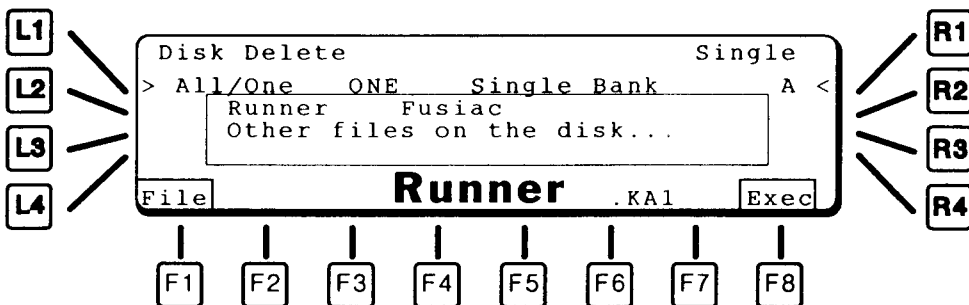 L1
R1
Disk Delete Single
L2
R2
> All/One ONE Single Bank A <
Runner Fusiac
Other files on the disk...
L3
R3
L4
R4
File Runner .KA1 Exec
F1 F2 F3 F4 F5 F6 F7 F8